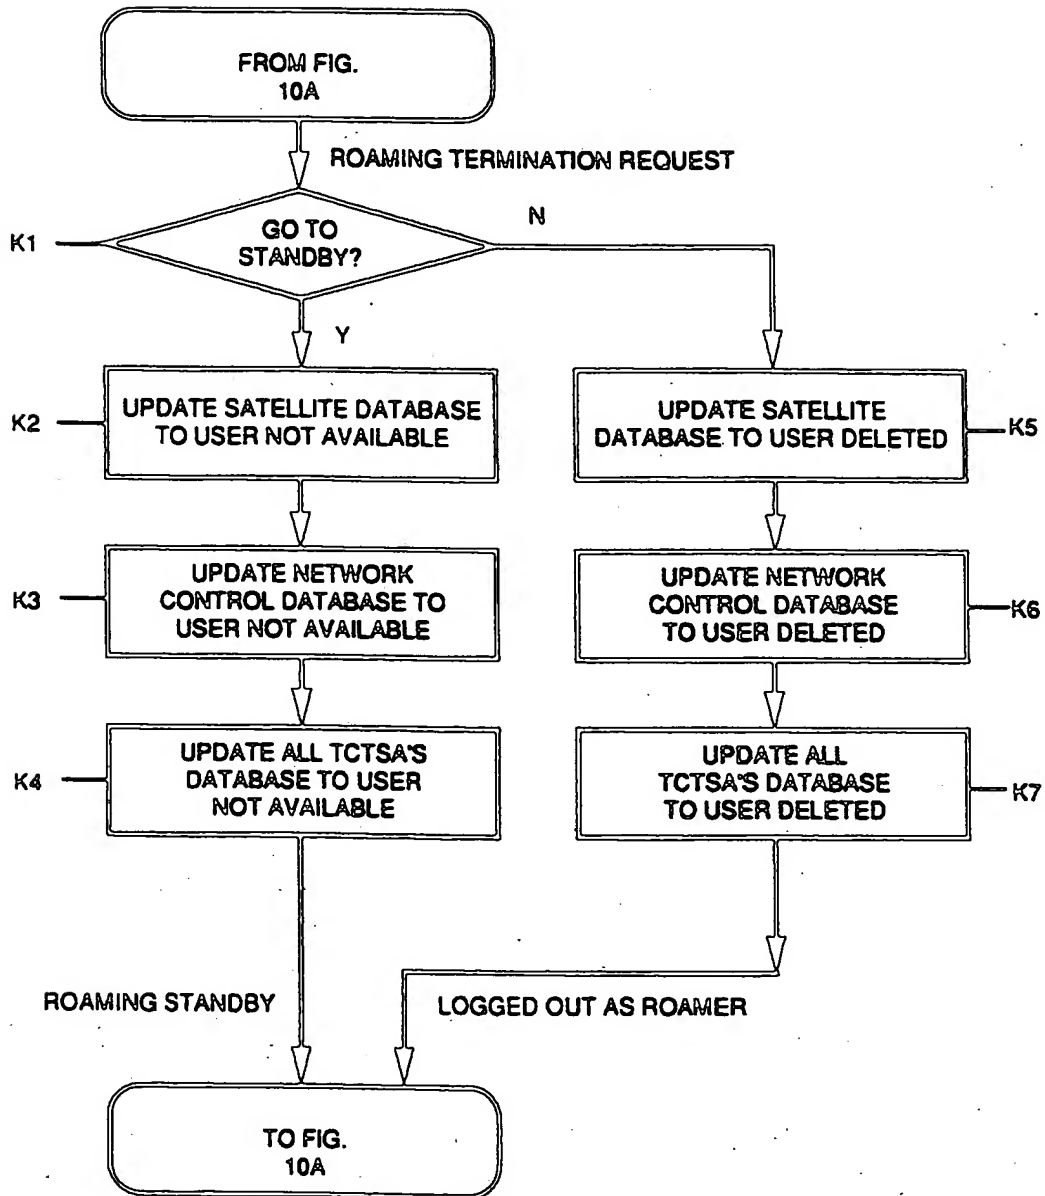 FROM FIG.
10A
ROAMING TERMINATION REQUEST
K1
GO TO
STANDBY?
N
Y
K2
UPDATE SATELLITE DATABASE
TO USER NOT AVAILABLE
UPDATE SATELLITE
DATABASE TO USER DELETED
K5
K3
UPDATE NETWORK
CONTROL DATABASE TO
USER NOT AVAILABLE
UPDATE NETWORK
CONTROL DATABASE
TO USER DELETED
K6
K4
UPDATE ALL TCTSA'S
DATABASE TO USER
NOT AVAILABLE
UPDATE ALL
TCTSA'S DATABASE
TO USER DELETED
K7
ROAMING STANDBY
LOGGED OUT AS ROAMER
TO FIG.
10A